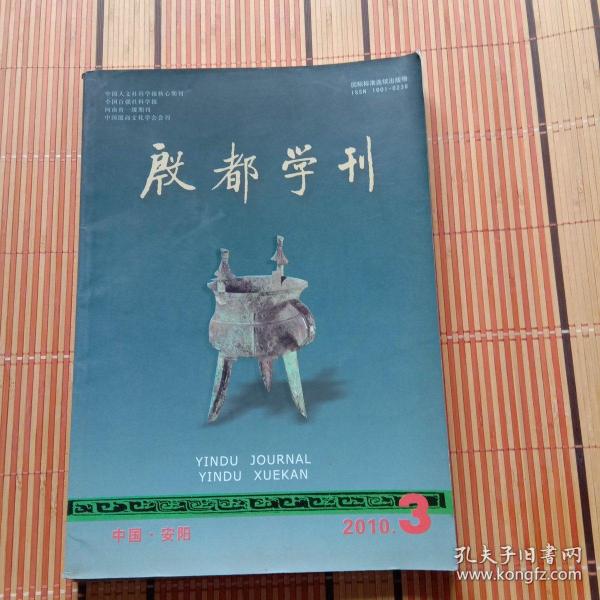 中国人文社科学报核心期刊
全国百强社科学报
河南省一级期刊
中国殷商文化学会会刊
国际标准连续出版物
ISSN 1001-0238
殷都学刊
YINDU JOURNAL
YINDU XUEKAN
中国·安阳
2010.3
孔夫子旧书网
www.kongfz.com